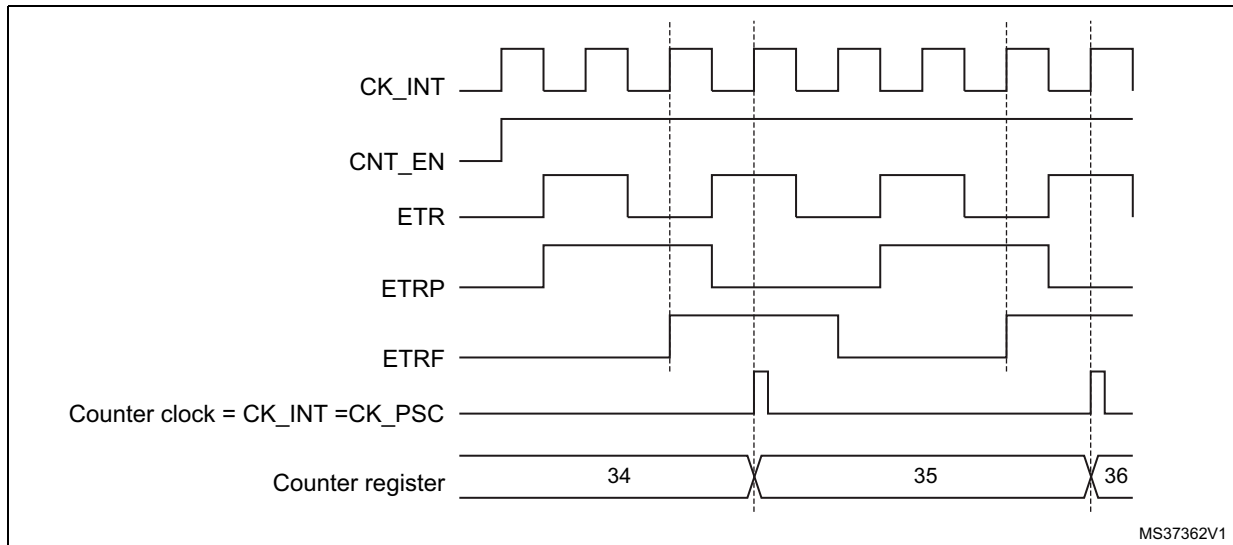 CK_INT
CNT_EN
ETR
ETRP
ETRF
Counter clock = CK_INT =CK_PSC
Counter register 34 35 36
MS37362V1